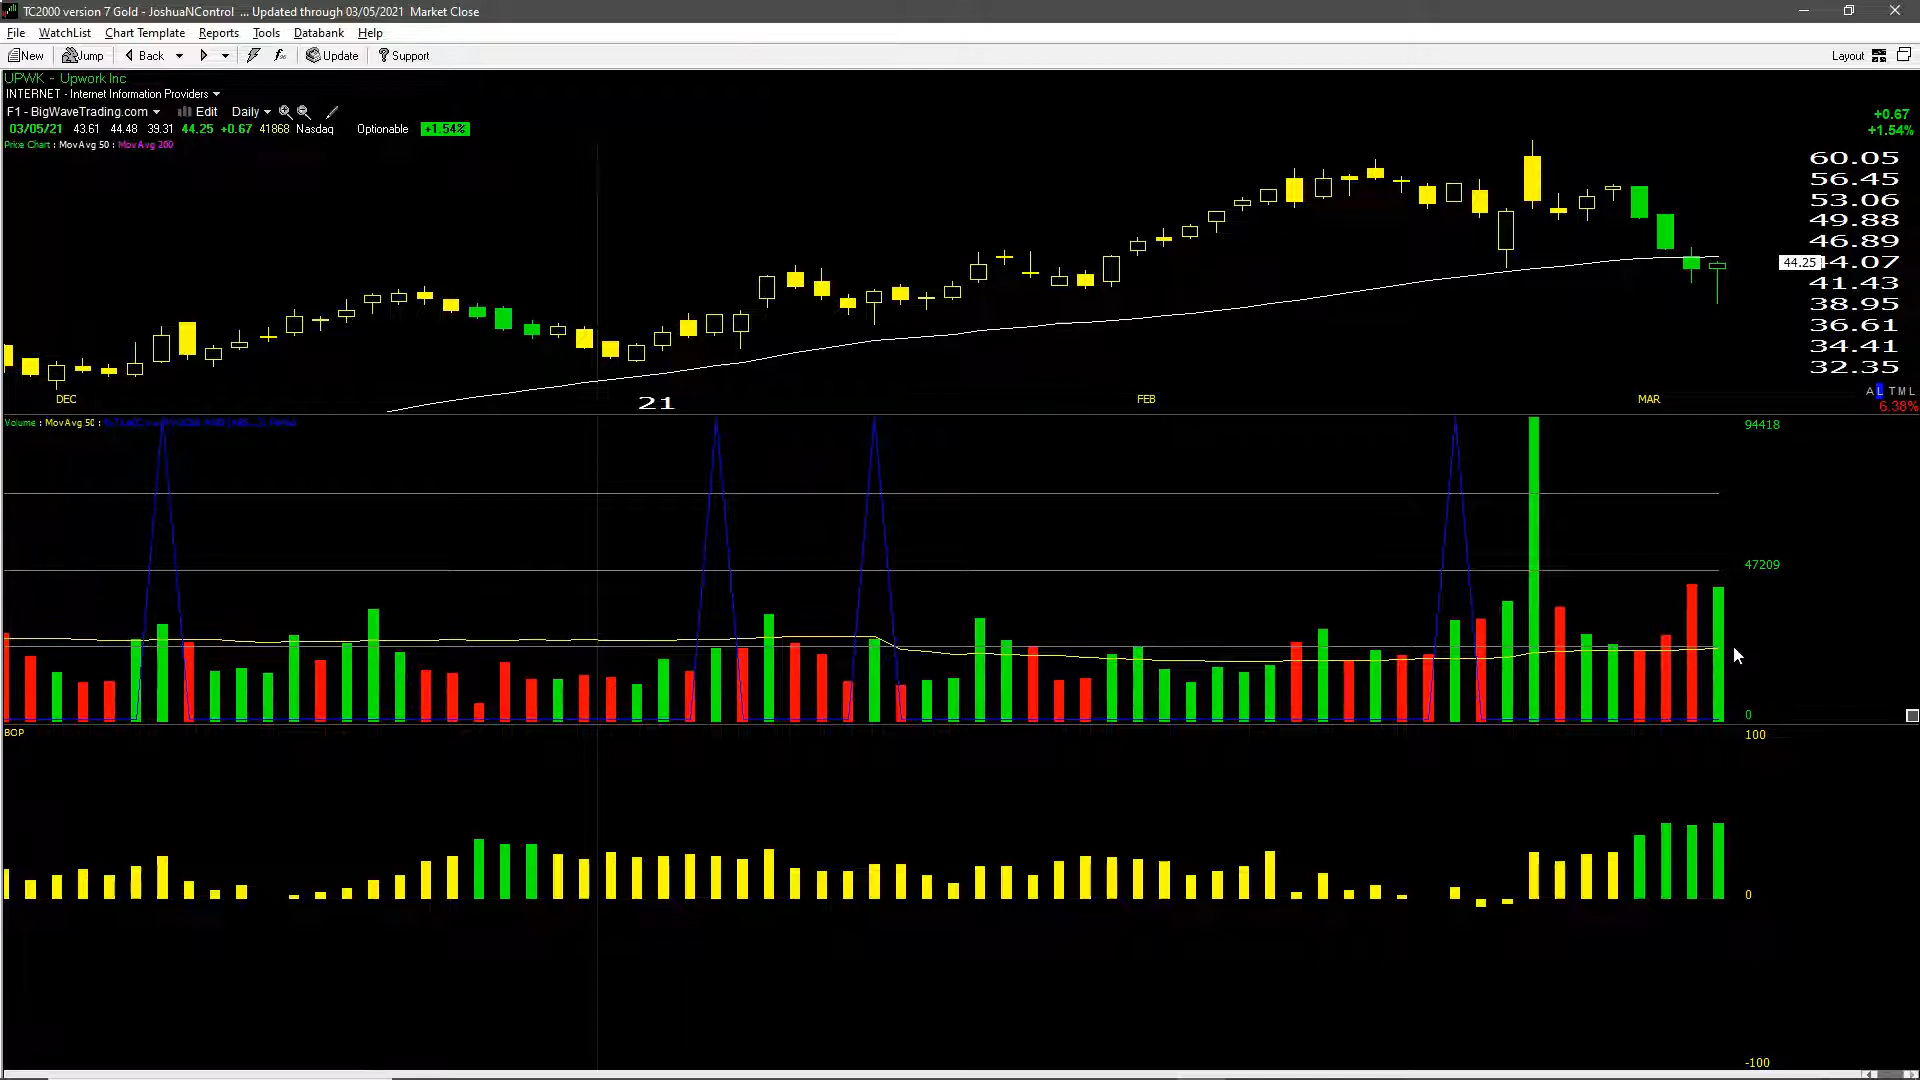 TC2000 version 7 Gold - JoshuaNControl ... Updated through 03/05/2021 Market Close
File WatchList Chart Template Reports Tools Databank Help
New Jump Back Update Support Layout
UPWK - Upwork Inc
INTERNET - Internet Information Providers
F1 - BigWaveTrading.com Edit Daily
03/05/21 43.61 44.48 39.31 44.25 +0.67 41868 Nasdaq Optionable +1.54%
+0.67
+1.54%
Price Chart : MovAvg 50 : MovAvg 200
60.05
56.45
53.06
49.88
46.89
44.25 44.07
41.43
38.95
36.61
34.41
32.35
DEC 21 FEB MAR
A L T M L
6.38%
Volume : MovAvg 50 :
94418
47209
0
BOP
100
0
-100